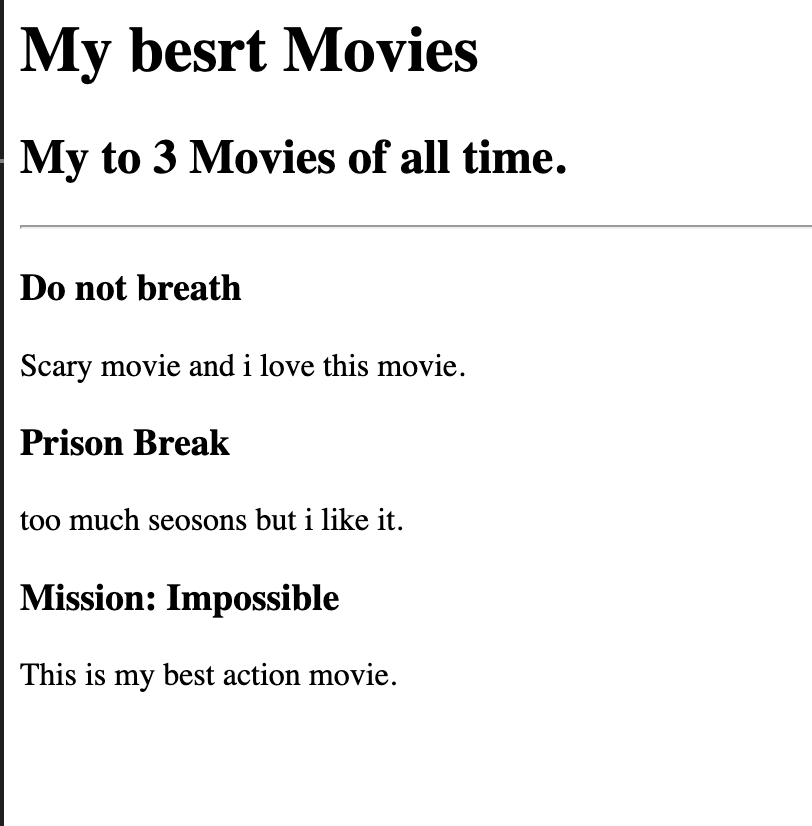 My besrt Movies
My to 3 Movies of all time.
Do not breath
Scary movie and i love this movie.
Prison Break
too much seosons but i like it.
Mission: Impossible
This is my best action movie.